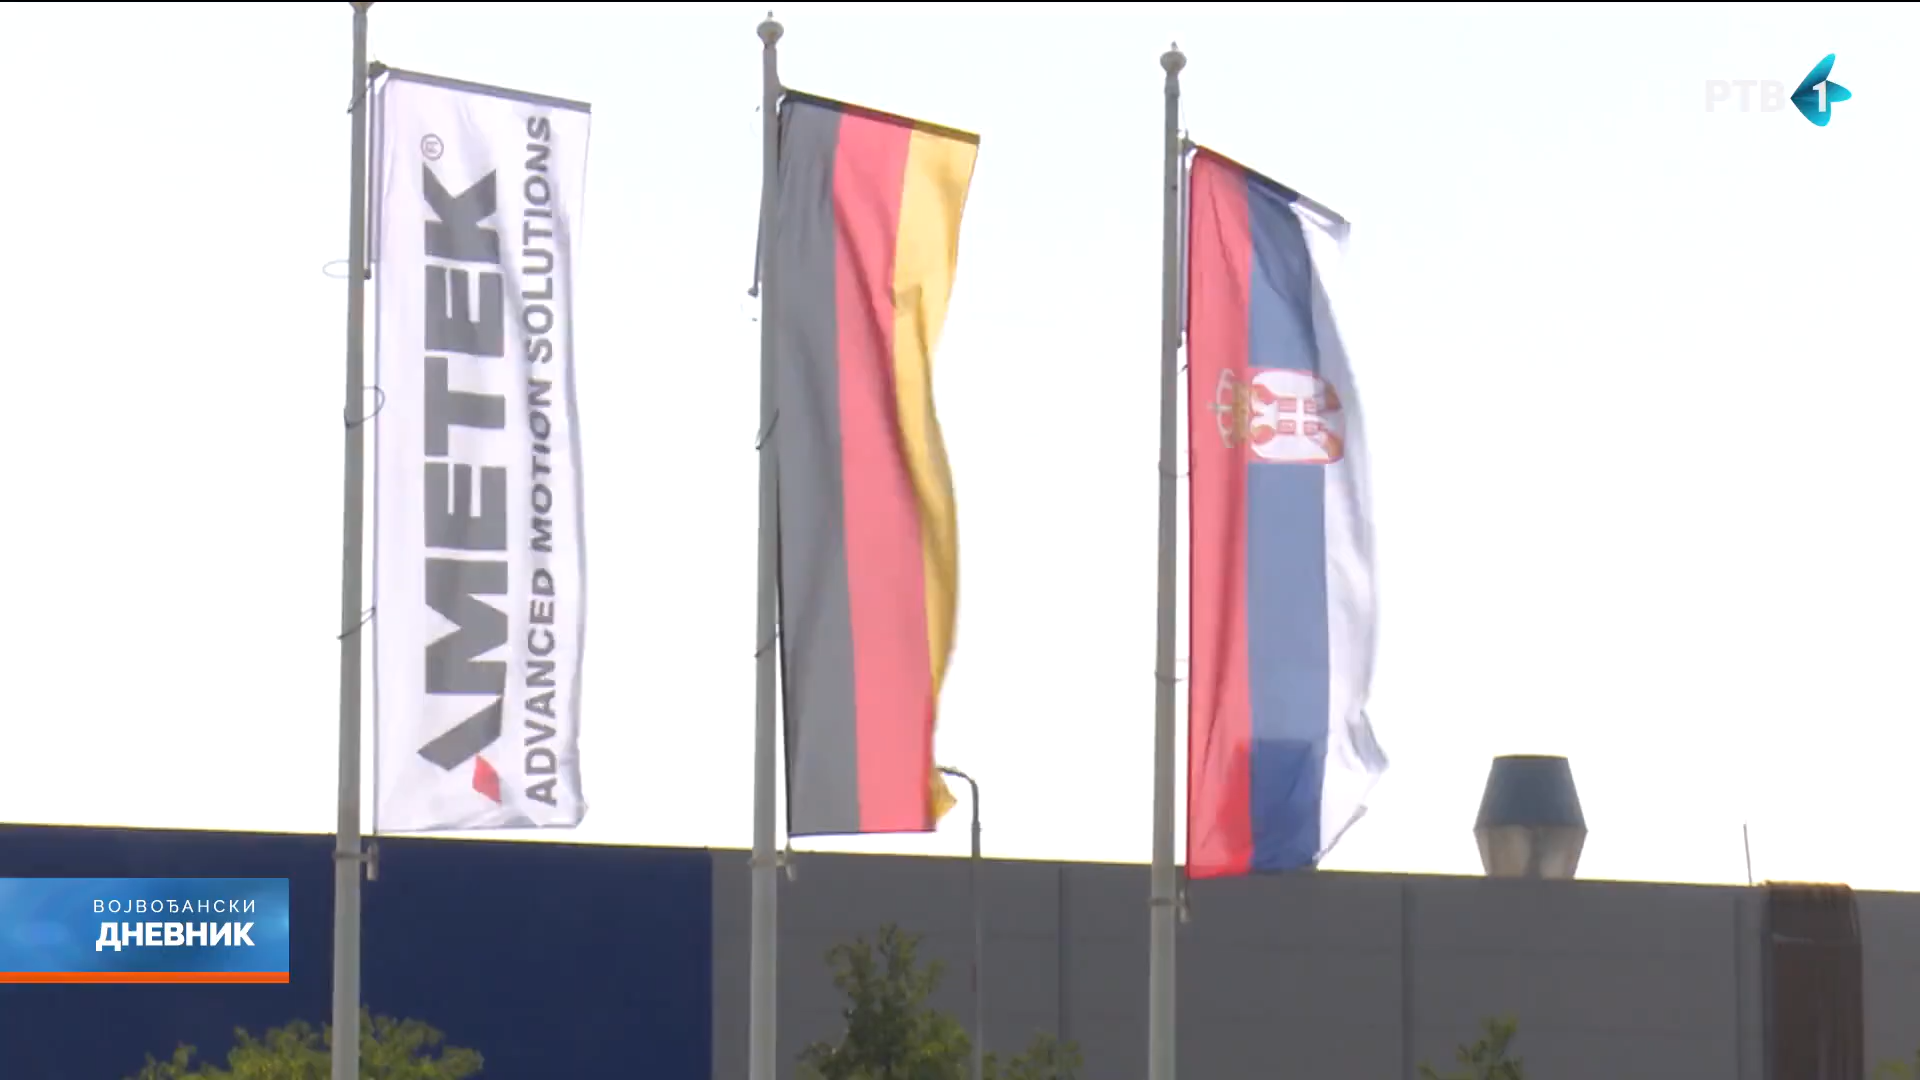 AMETEK®
ADVANCED MOTION SOLUTIONS
РТВ 1
ВОЈВОЂАНСКИ
ДНЕВНИК